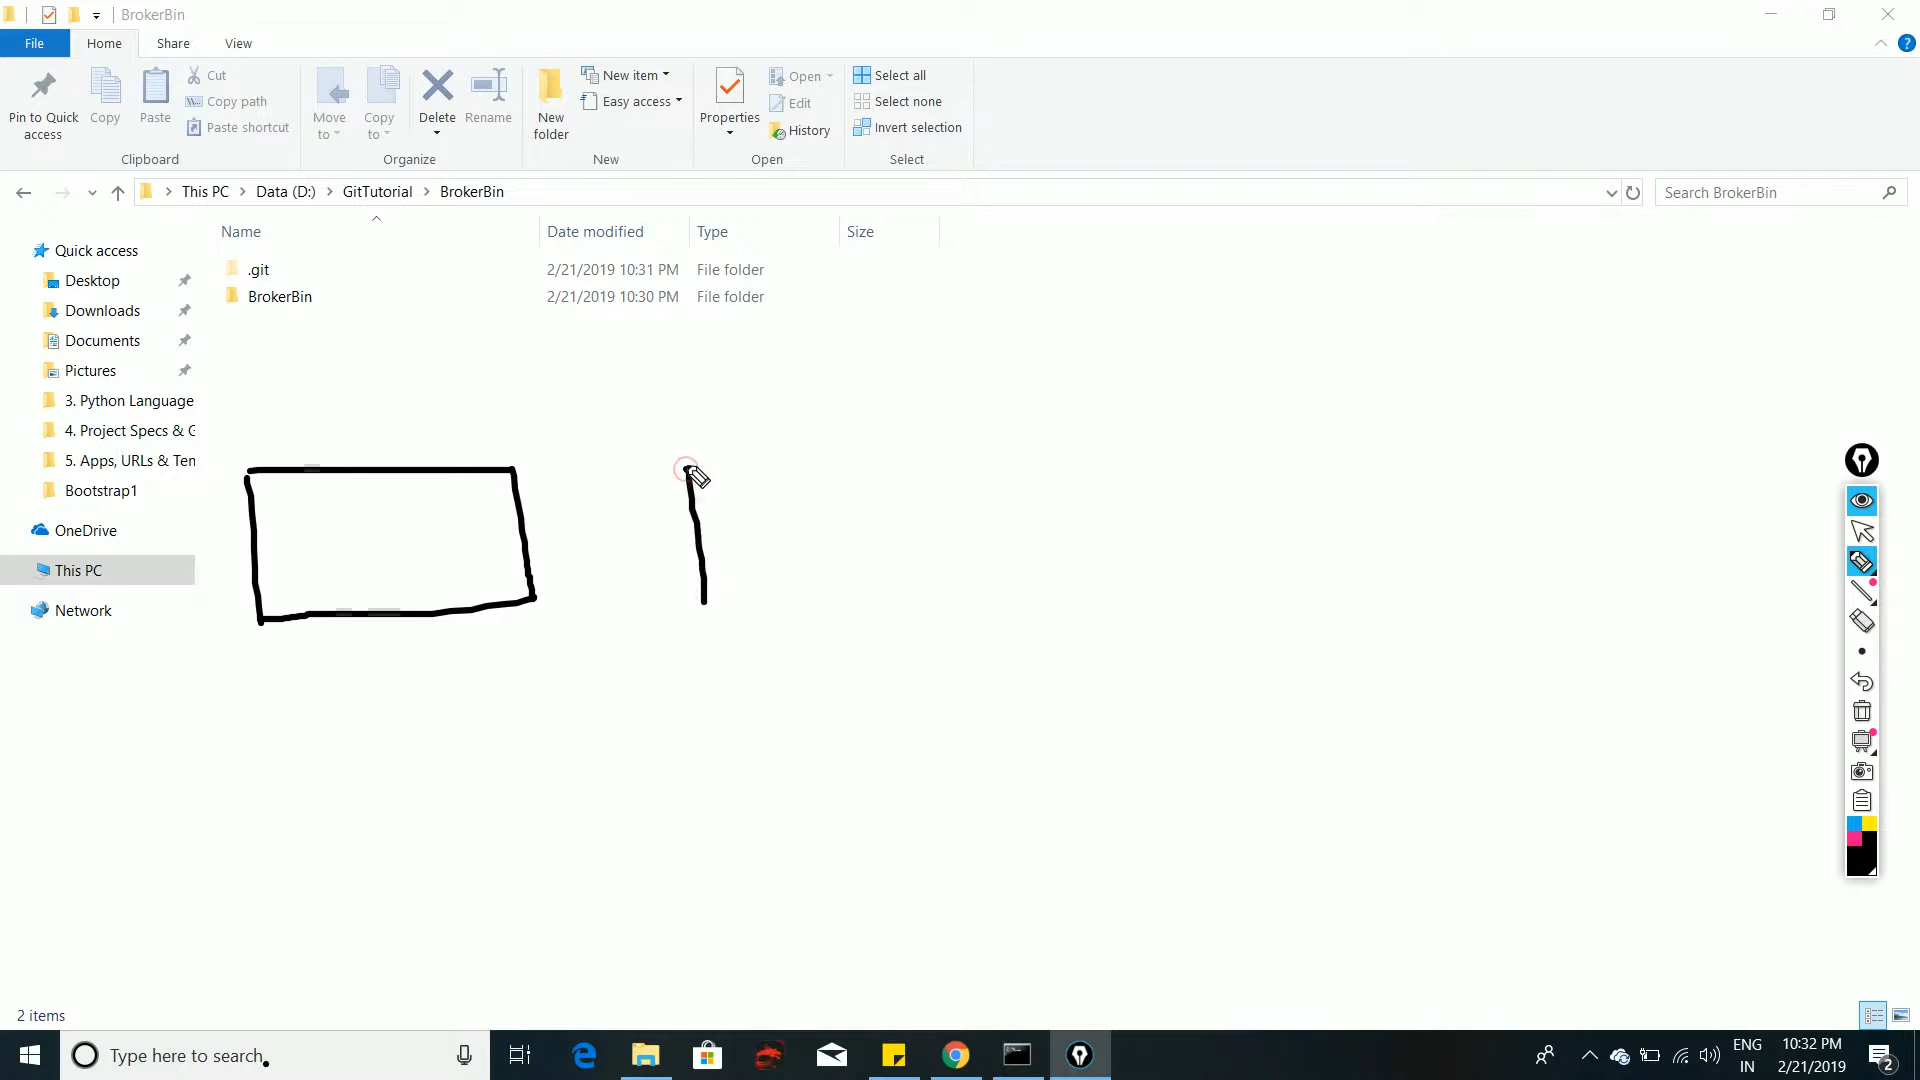 BrokerBin
File Home Share View
Pin to Quick access
Copy
Paste
Cut
Copy path
Paste shortcut
Clipboard
Move to
Copy to
Delete
Rename
Organize
New folder
New item
Easy access
New
Properties
Open
Edit
History
Open
Select all
Select none
Invert selection
Select
This PC > Data (D:) > GitTutorial > BrokerBin
Search BrokerBin
Name Date modified Type Size
.git 2/21/2019 10:31 PM File folder
BrokerBin 2/21/2019 10:30 PM File folder
Quick access
Desktop
Downloads
Documents
Pictures
3. Python Language
4. Project Specs & G
5. Apps, URLs & Ten
Bootstrap1
OneDrive
This PC
Network
2 items
Type here to search
ENG
IN
10:32 PM
2/21/2019
2